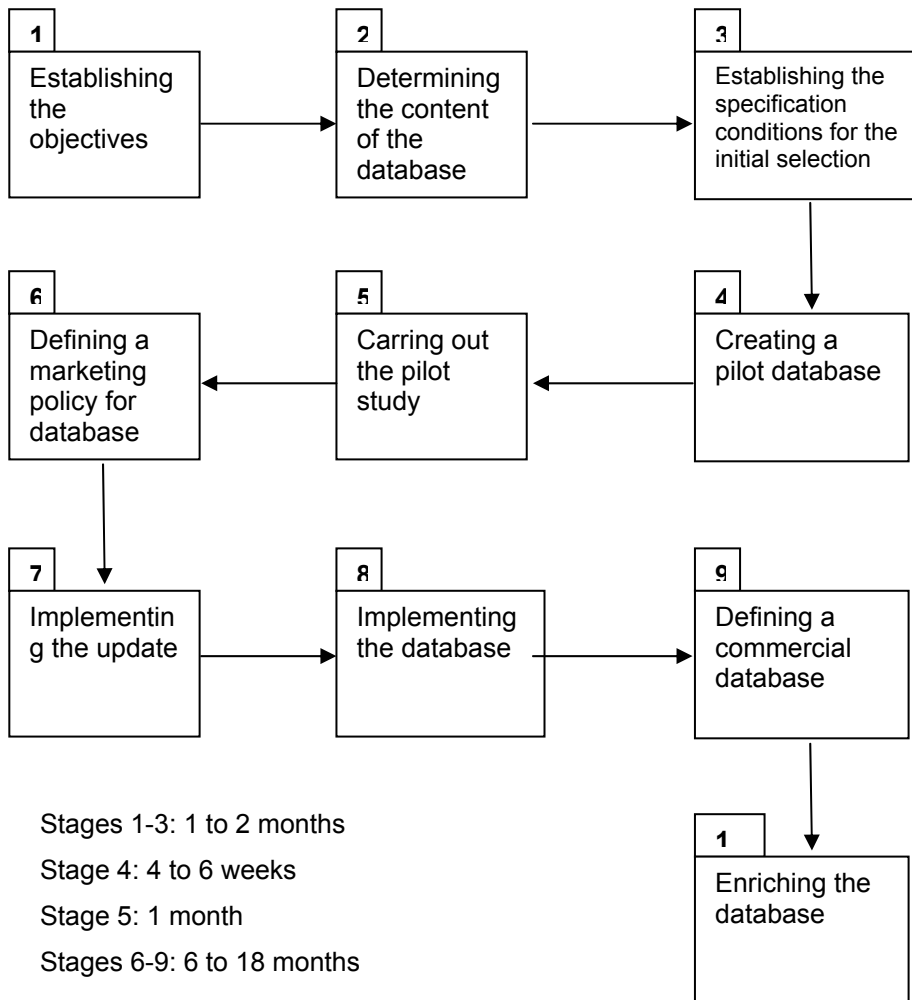 1
Establishing
the
objectives
2
Determining
the content
of the
database
3
Establishing the
specification
conditions for the
initial selection
4
Creating a
pilot database
5
Carring out
the pilot
study
6
Defining a
marketing
policy for
database
7
Implementin
g the update
8
Implementing
the database
9
Defining a
commercial
database
1
Enriching the
database
Stages 1-3: 1 to 2 months
Stage 4: 4 to 6 weeks
Stage 5: 1 month
Stages 6-9: 6 to 18 months